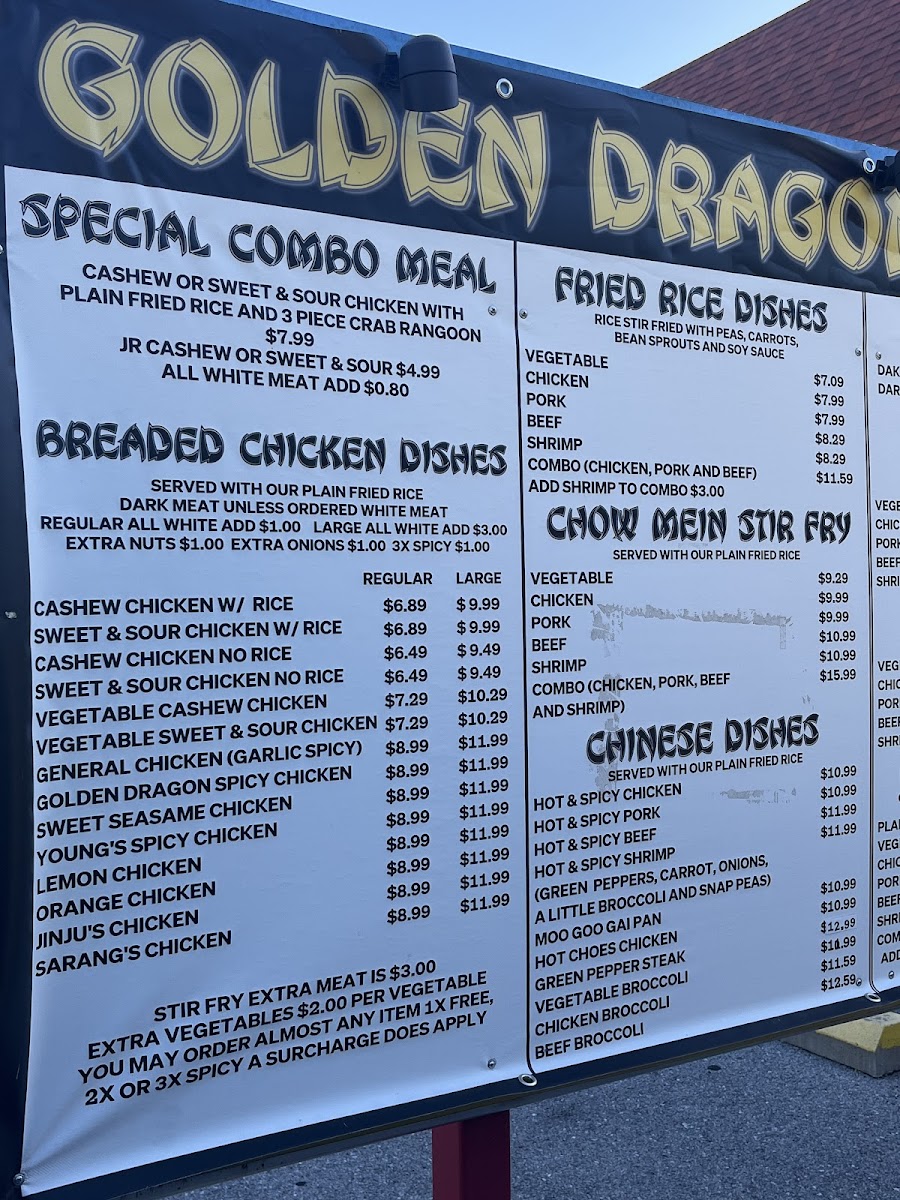 GOLDEN DRAGON
SPECIAL COMBO MEAL
CASHEW OR SWEET & SOUR CHICKEN WITH
PLAIN FRIED RICE AND 3 PIECE CRAB RANGOON
$7.99
JR CASHEW OR SWEET & SOUR $4.99
ALL WHITE MEAT ADD $0.80
BREADED CHICKEN DISHES
SERVED WITH OUR PLAIN FRIED RICE
DARK MEAT UNLESS ORDERED WHITE MEAT
REGULAR ALL WHITE ADD $1.00 LARGE ALL WHITE ADD $3.00
EXTRA NUTS $1.00 EXTRA ONIONS $1.00 3X SPICY $1.00
REGULAR LARGE
CASHEW CHICKEN W/ RICE $6.89 $9.99
SWEET & SOUR CHICKEN W/ RICE $6.89 $9.99
CASHEW CHICKEN NO RICE $6.49 $9.49
SWEET & SOUR CHICKEN NO RICE $6.49 $9.49
VEGETABLE CASHEW CHICKEN $7.29 $10.29
VEGETABLE SWEET & SOUR CHICKEN $7.29 $10.29
GENERAL CHICKEN (GARLIC SPICY) $8.99 $11.99
GOLDEN DRAGON SPICY CHICKEN $8.99 $11.99
SWEET SEASAME CHICKEN $8.99 $11.99
YOUNG'S SPICY CHICKEN $8.99 $11.99
LEMON CHICKEN $8.99 $11.99
ORANGE CHICKEN $8.99 $11.99
JINJU'S CHICKEN $8.99 $11.99
SARANG'S CHICKEN $8.99 $11.99
STIR FRY EXTRA MEAT IS $3.00
EXTRA VEGETABLES $2.00 PER VEGETABLE
YOU MAY ORDER ALMOST ANY ITEM 1X FREE,
2X OR 3X SPICY A SURCHARGE DOES APPLY
FRIED RICE DISHES
RICE STIR FRIED WITH PEAS, CARROTS,
BEAN SPROUTS AND SOY SAUCE
VEGETABLE $7.09
CHICKEN $7.99
PORK $7.99
BEEF $8.29
SHRIMP $8.29
COMBO (CHICKEN, PORK AND BEEF) $11.59
ADD SHRIMP TO COMBO $3.00
CHOW MEIN STIR FRY
SERVED WITH OUR PLAIN FRIED RICE
VEGETABLE $9.29
CHICKEN $9.99
PORK $9.99
BEEF $10.99
SHRIMP $10.99
COMBO (CHICKEN, PORK, BEEF $15.99
AND SHRIMP)
CHINESE DISHES
SERVED WITH OUR PLAIN FRIED RICE
HOT & SPICY CHICKEN $10.99
HOT & SPICY PORK $10.99
HOT & SPICY BEEF $11.99
HOT & SPICY SHRIMP $11.99
(GREEN PEPPERS, CARROT, ONIONS,
A LITTLE BROCCOLI AND SNAP PEAS)
MOO GOO GAI PAN $10.99
HOT CHOES CHICKEN $10.99
GREEN PEPPER STEAK $12.99
VEGETABLE BROCCOLI $10.99
CHICKEN BROCCOLI $11.59
BEEF BROCCOLI $12.59